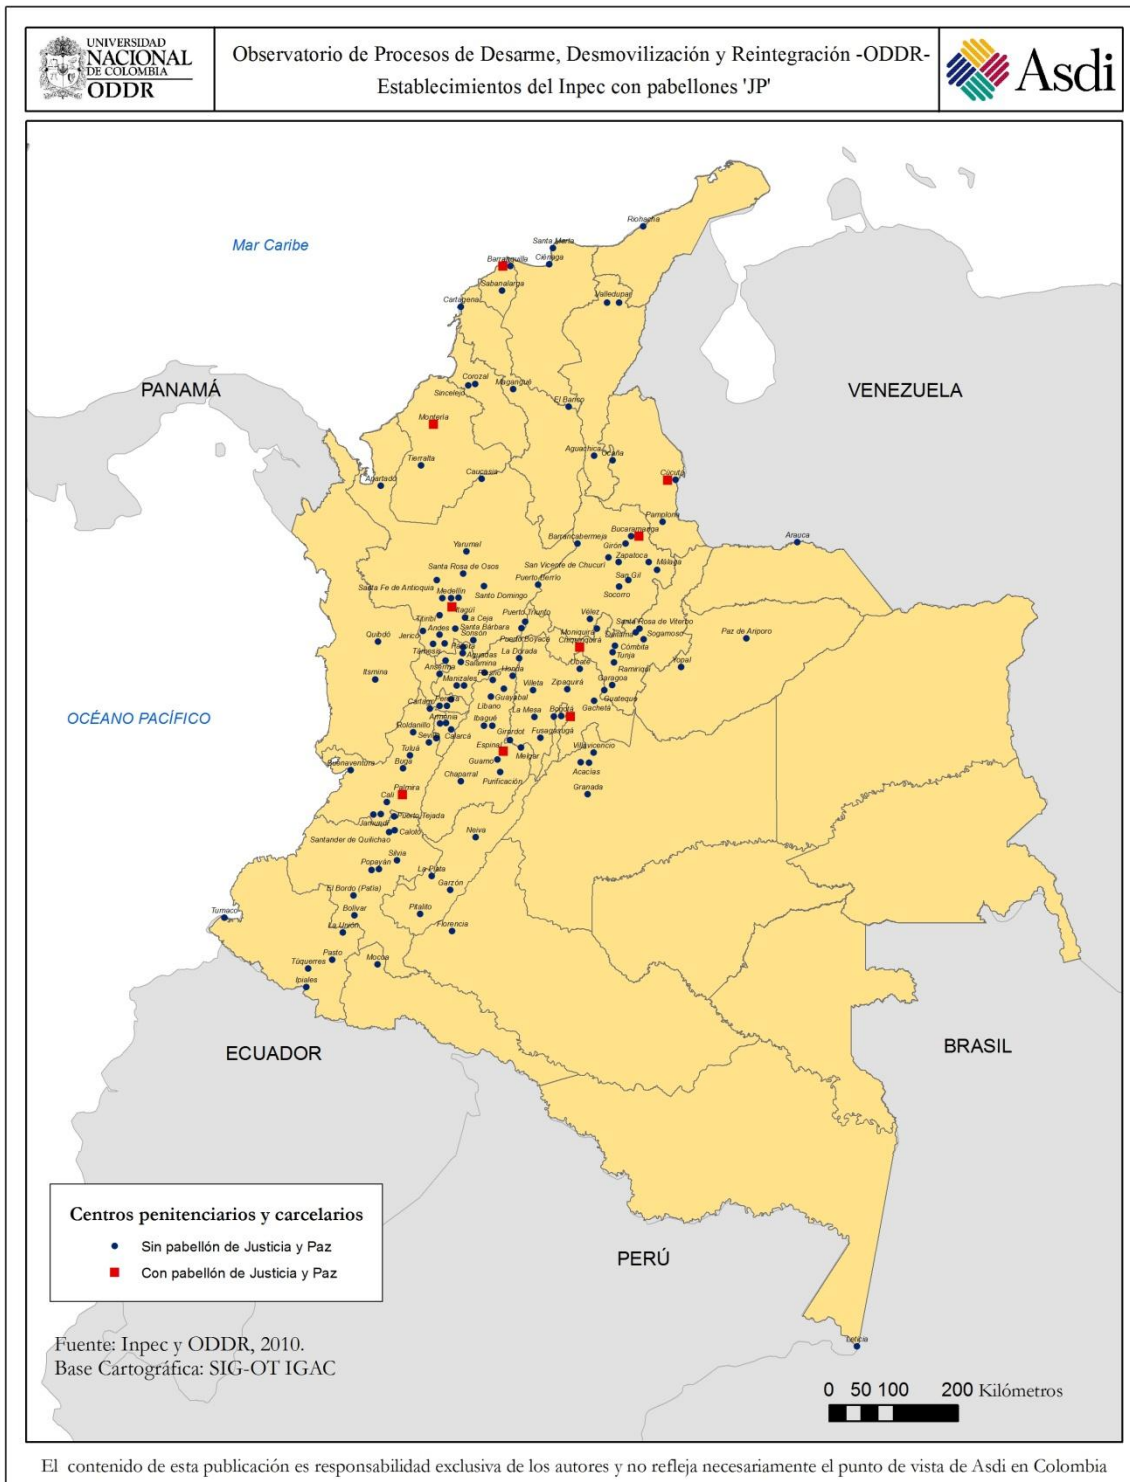 UNIVERSIDAD
NACIONAL
DE COLOMBIA
ODDR
Observatorio de Procesos de Desarme, Desmovilización y Reintegración -ODDR-
Establecimientos del Inpec con pabellones 'JP'
Asdi
Riohacha
Mar Caribe
Santa Marta
Barranquilla
Ciénaga
Sabanalarga
Valledupar
Cartagena
PANAMÁ
VENEZUELA
Corozal
Magangué
Sincelejo
El Banco
Montería
Aguachica
Ocaña
Tierralta
Caucasia
Cúcuta
Apartadó
Pamplona
Bucaramanga
Arauca
Barrancabermeja
Girón
Yarumal
San Vicente de Chucurí
Zapatoca
Málaga
Santa Rosa de Osos
San Gil
Santa Fe de Antioquia
Medellín
Santo Domingo
Puerto Berrío
Socorro
Itagüí
La Ceja
Puerto Triunfo
Vélez
Santa Rosa de Viterbo
Titiribí
Andes
Santa Bárbara
Moniquirá
Duitama
Sogamoso
Paz de Ariporo
Quibdó
Jericó
Sonsón
Puerto Boyacá
Chiquinquirá
Cómbita
Támesis
Pácora
Aguadas
La Dorada
Tunja
Salamina
Ubaté
Ramiriquí
Yopal
Istmina
Anserma
Manizales
Fresno
Honda
Villeta
Zipaquirá
Garagoa
Guateque
Guayabal
Gachetá
Cartago
Pereira
Líbano
La Mesa
Bogotá
OCÉANO PACÍFICO
Roldanillo
Armenia
Ibagué
Sevilla
Calarcá
Girardot
Fusagasugá
Tuluá
Espinal
Melgar
Villavicencio
Buenaventura
Buga
Guamo
Acacías
Chaparral
Purificación
Granada
Palmira
Cali
Jamundí
Puerto Tejada
Santander de Quilichao
Caloto
Neiva
Silvia
Popayán
La Plata
El Bordo (Patía)
Garzón
Tumaco
Bolívar
Pitalito
La Unión
Florencia
Pasto
Mocoa
Túquerres
Ipiales
ECUADOR
BRASIL
PERÚ
Leticia
Centros penitenciarios y carcelarios
Sin pabellón de Justicia y Paz
Con pabellón de Justicia y Paz
Fuente: Inpec y ODDR, 2010.
Base Cartográfica: SIG-OT IGAC
0 50 100 200 Kilómetros
El contenido de esta publicación es responsabilidad exclusiva de los autores y no refleja necesariamente el punto de vista de Asdi en Colombia